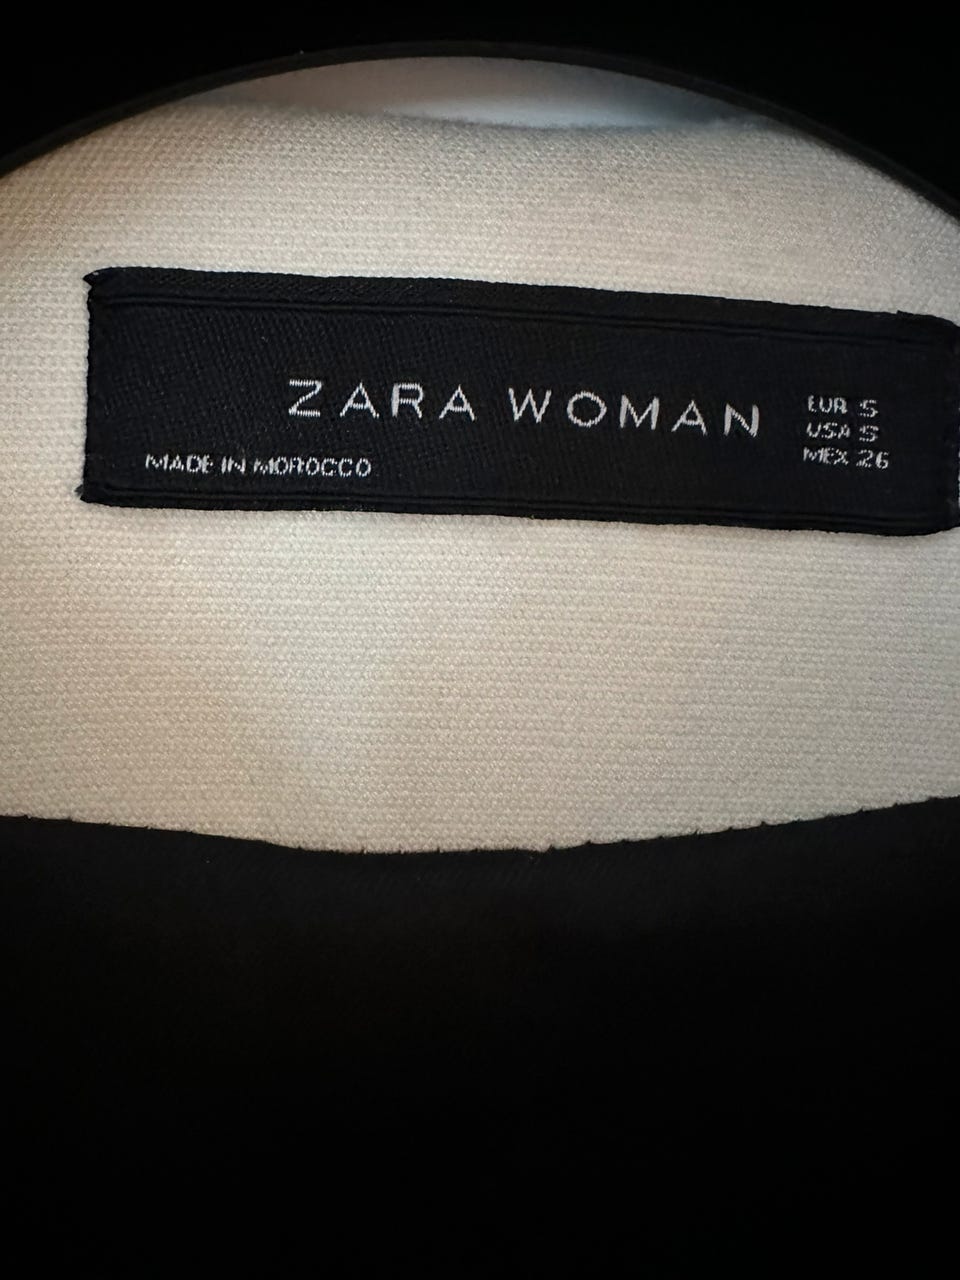 ZARA WOMAN
EUR S
USA S
MEX 26
MADE IN MOROCCO